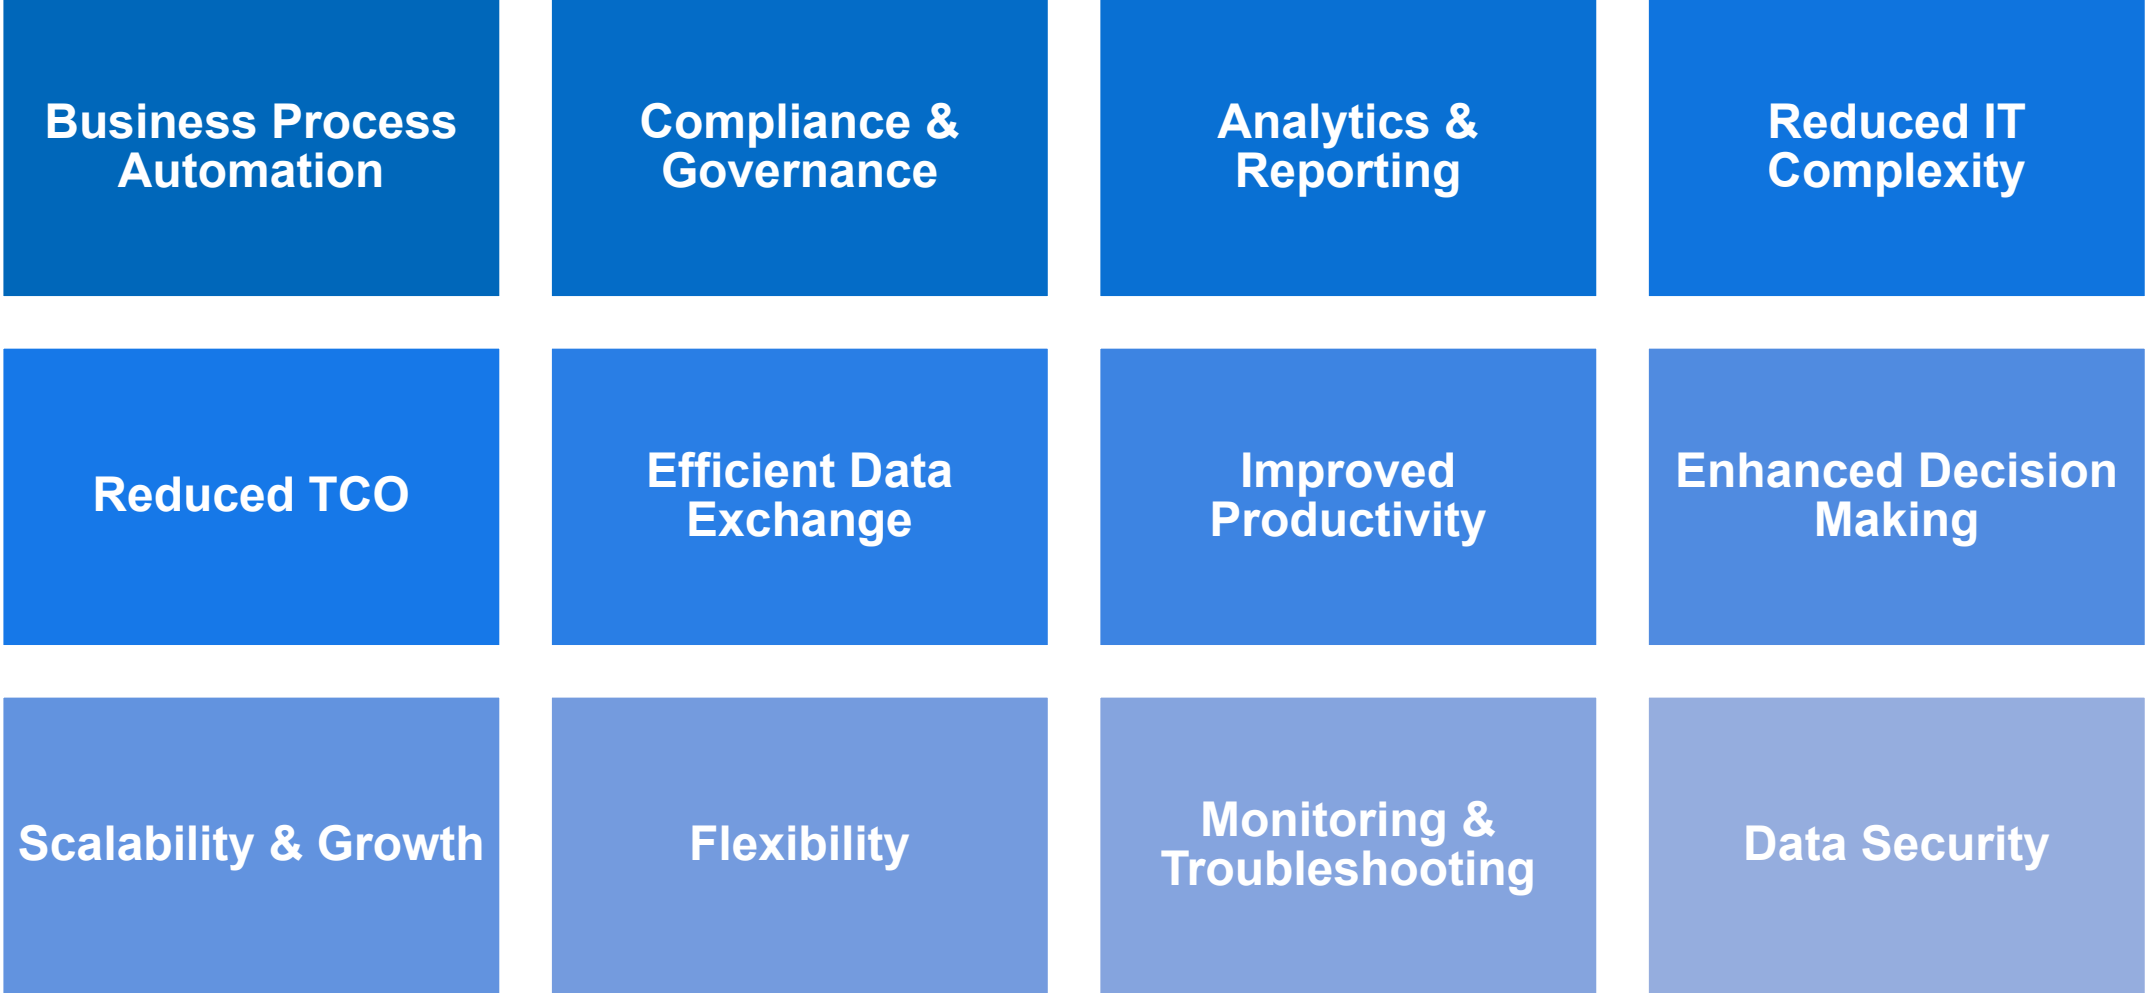 Business Process
Automation
Compliance &
Governance
Analytics &
Reporting
Reduced IT
Complexity
Reduced TCO
Efficient Data
Exchange
Improved
Productivity
Enhanced Decision
Making
Scalability & Growth
Flexibility
Monitoring &
Troubleshooting
Data Security